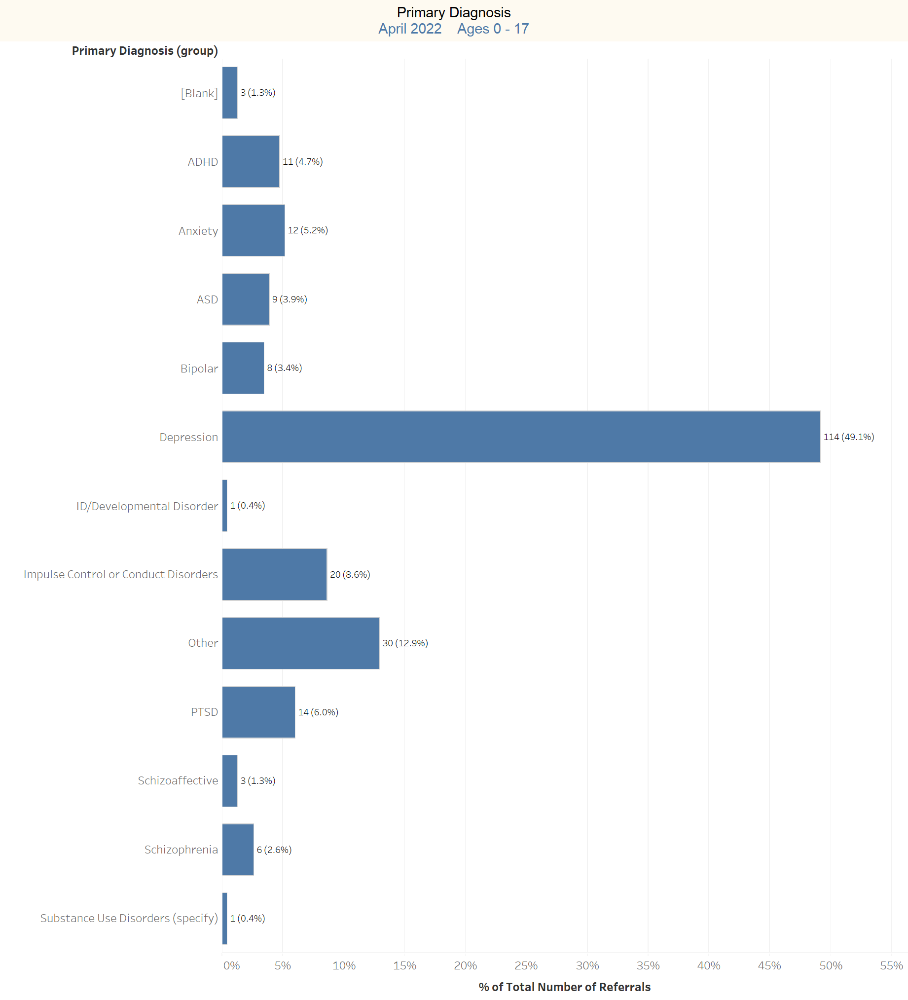 Primary Diagnosis
April 2022 Ages 0 - 17
Primary Diagnosis (group)
[Blank] 3 (1.3%)
ADHD 11 (4.7%)
Anxiety 12 (5.2%)
ASD 9 (3.9%)
Bipolar 8 (3.4%)
Depression 114 (49.1%)
ID/Developmental Disorder 1 (0.4%)
Impulse Control or Conduct Disorders 20 (8.6%)
Other 30 (12.9%)
PTSD 14 (6.0%)
Schizoaffective 3 (1.3%)
Schizophrenia 6 (2.6%)
Substance Use Disorders (specify) 1 (0.4%)
0% 5% 10% 15% 20% 25% 30% 35% 40% 45% 50% 55%
% of Total Number of Referrals